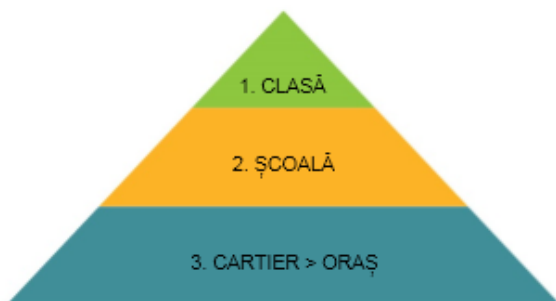 1. CLASĂ
2. ȘCOALĂ
3. CARTIER > ORAȘ